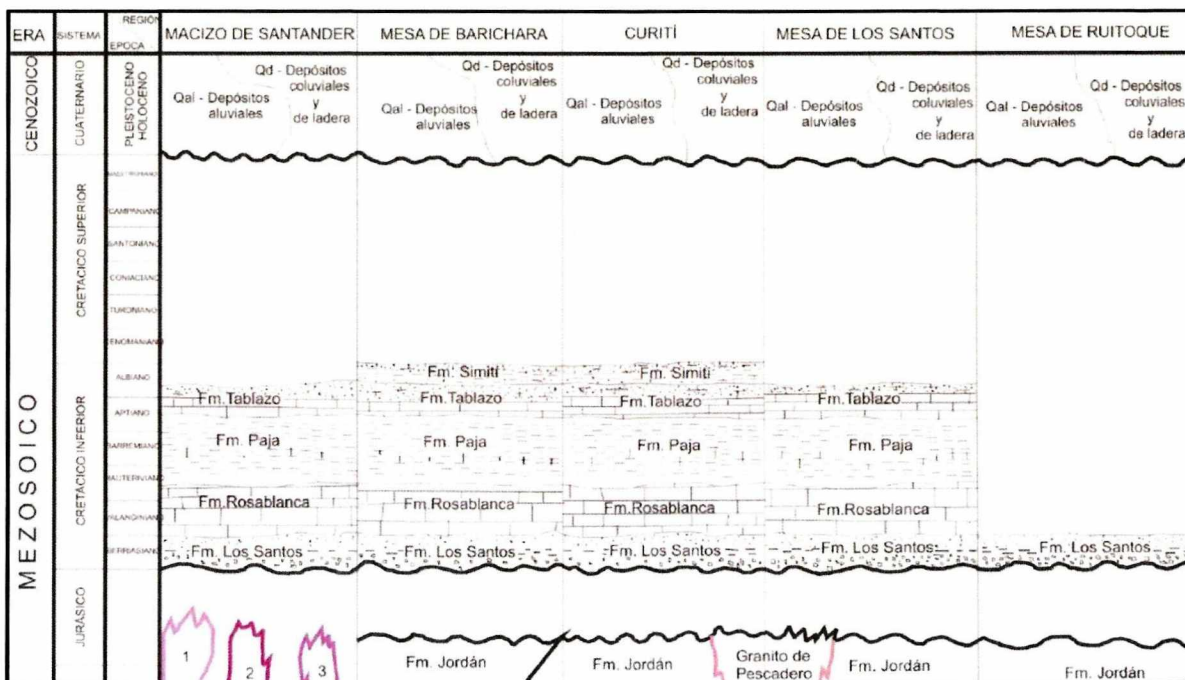 ERA SISTEMA REGIÓN MACIZO DE SANTANDER MESA DE BARICHARA CURITÍ MESA DE LOS SANTOS MESA DE RUITOQUE
EPOCA
CENOZOICO
CUATERNARIO
PLEISTOCENO
HOLOCENO
Qal - Depósitos
aluviales
Qd - Depósitos
coluviales
y
de ladera
Qal - Depósitos
aluviales
Qd - Depósitos
coluviales
y
de ladera
Qal - Depósitos
aluviales
Qd - Depósitos
coluviales
y
de ladera
Qal - Depósitos
aluviales
Qd - Depósitos
coluviales
y
de ladera
Qal - Depósitos
aluviales
Qd - Depósitos
coluviales
y
de ladera
MEZOSOICO
CRETACICO SUPERIOR
CAMPANIANO
SANTONIANO
CONIACIANO
TURONIANO
CENOMANIANO
CRETACICO INFERIOR
ALBIANO
Fm. Simití Fm. Simití
Fm.Tablazo Fm.Tablazo Fm.Tablazo Fm.Tablazo
APTIANO
BARREMIANO
Fm. Paja Fm. Paja Fm. Paja Fm. Paja
Fm.Rosablanca Fm.Rosablanca Fm.Rosablanca Fm.Rosablanca
BERRIASIANO
Fm. Los Santos Fm. Los Santos Fm. Los Santos Fm. Los Santos Fm. Los Santos
JURÁSICO
1 2 3
Fm. Jordán Fm. Jordán
Granito de
Pescadero
Fm. Jordán Fm. Jordán